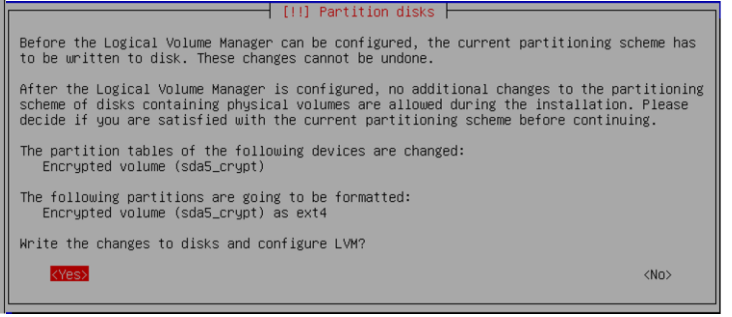 [!!] Partition disks
Before the Logical Volume Manager can be configured, the current partitioning scheme has
to be written to disk. These changes cannot be undone.
After the Logical Volume Manager is configured, no additional changes to the partitioning
scheme of disks containing physical volumes are allowed during the installation. Please
decide if you are satisfied with the current partitioning scheme before continuing.
The partition tables of the following devices are changed:
Encrypted volume (sda5_crypt)
The following partitions are going to be formatted:
Encrypted volume (sda5_crypt) as ext4
Write the changes to disks and configure LVM?
<Yes> <No>